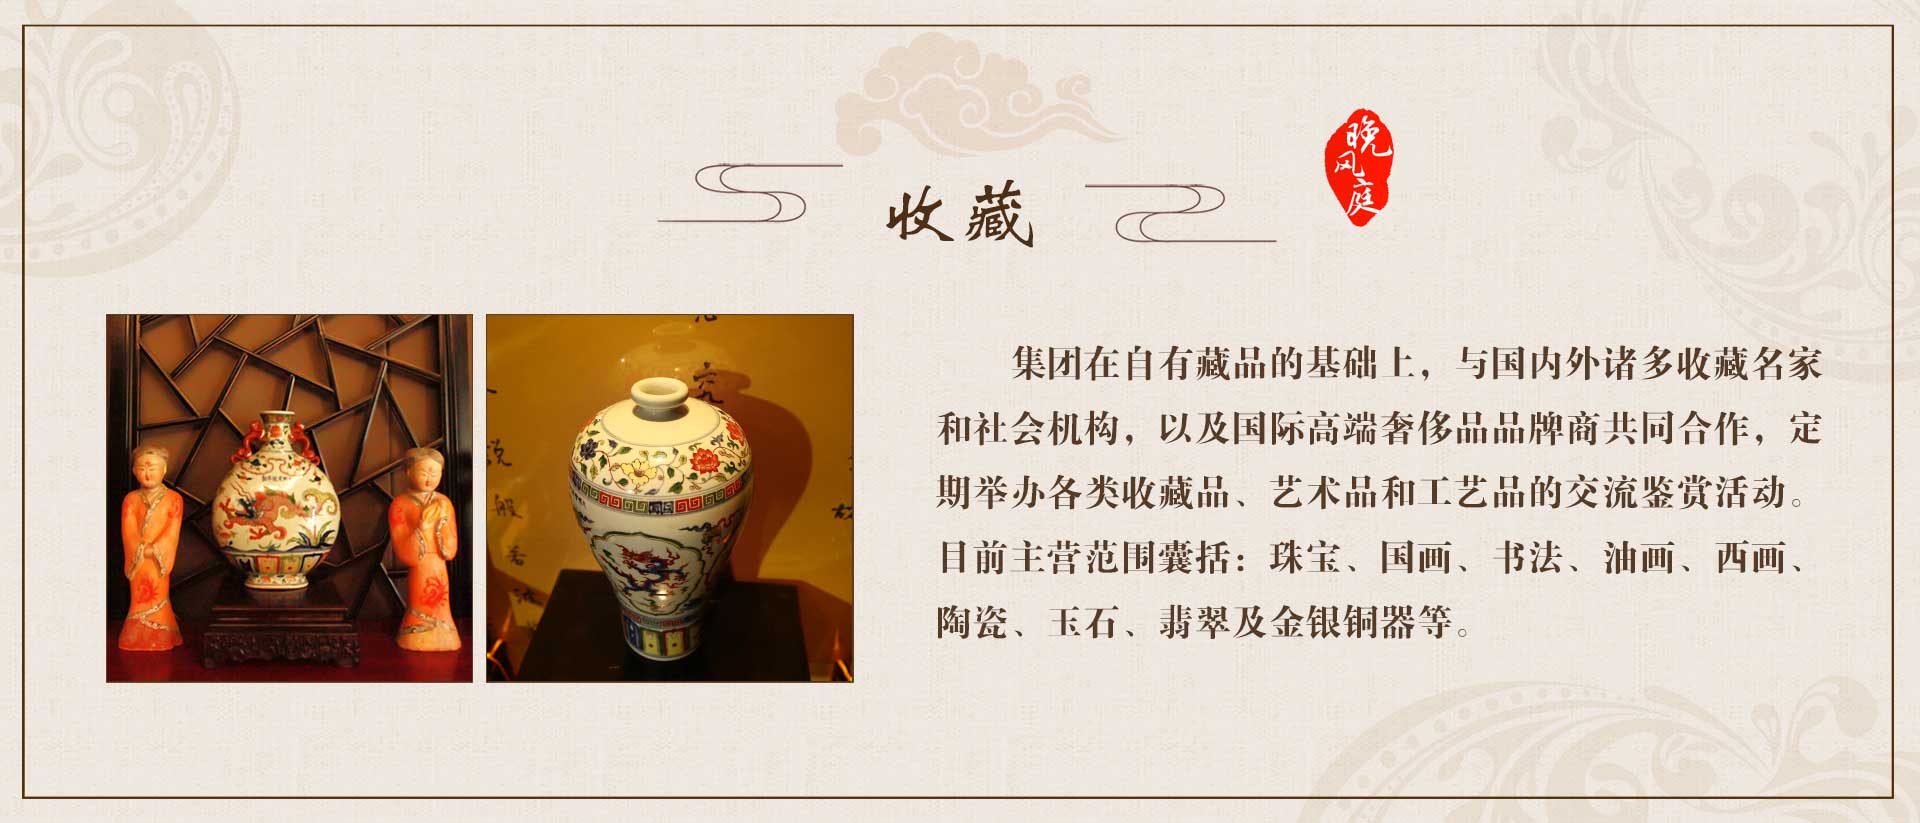 收藏
晚风庭
集团在自有藏品的基础上，与国内外诸多收藏名家
和社会机构，以及国际高端奢侈品品牌商共同合作，定
期举办各类收藏品、艺术品和工艺品的交流鉴赏活动。
目前主营范围囊括：珠宝、国画、书法、油画、西画、
陶瓷、玉石、翡翠及金银铜器等。